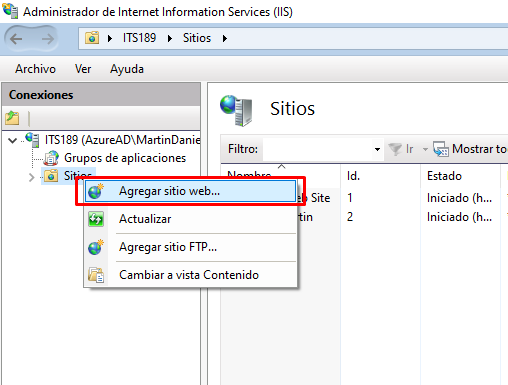 Administrador de Internet Information Services (IIS)
ITS189
Sitios
Archivo Ver Ayuda
Conexiones
ITS189 (AzureAD\MartinDanie
Grupos de aplicaciones
Sitios
Agregar sitio web...
Actualizar
Agregar sitio FTP...
Cambiar a vista Contenido
Sitios
Filtro: Ir Mostrar to
Nombre Id. Estado
Site 1 Iniciado (h...
2 Iniciado (h...